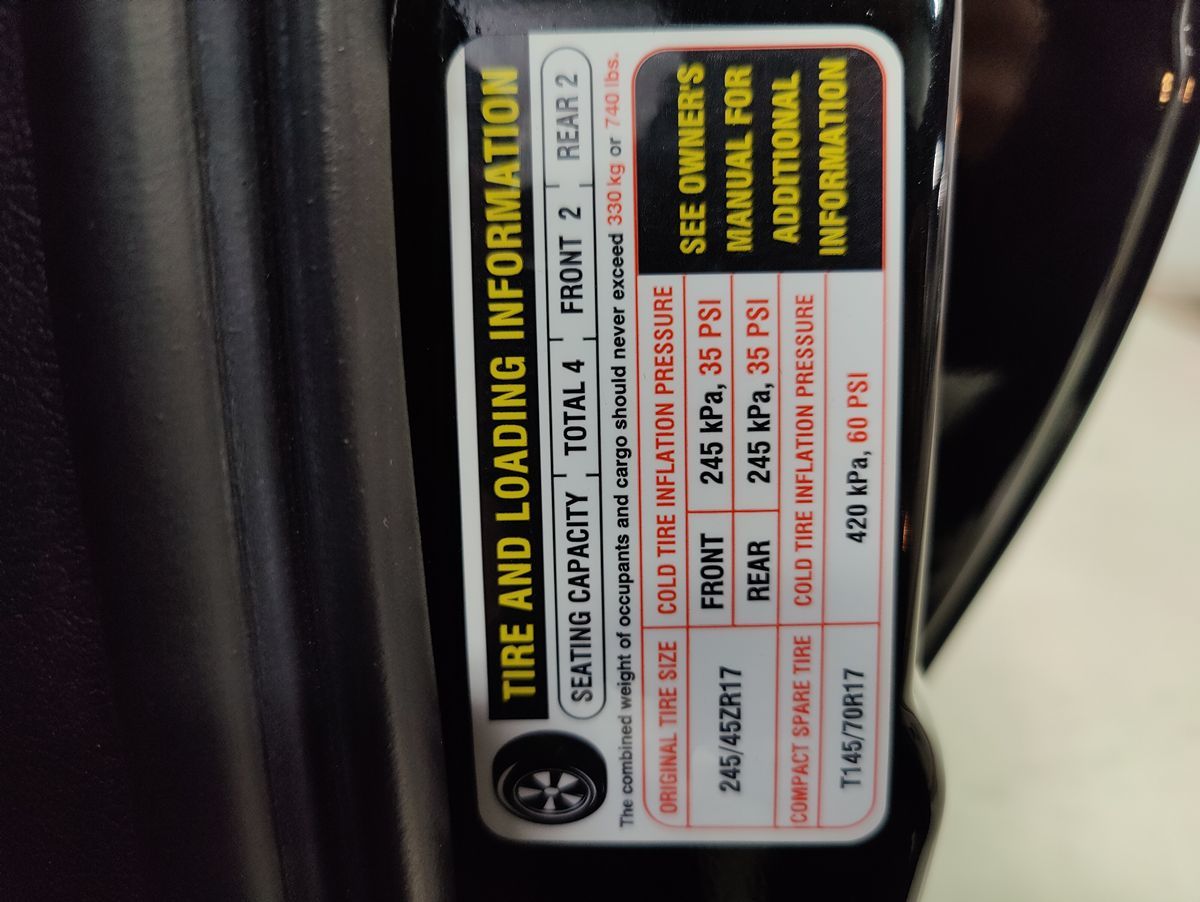 TIRE AND LOADING INFORMATION
SEATING CAPACITY TOTAL 4 FRONT 2 REAR 2
The combined weight of occupants and cargo should never exceed 330 kg or 740 lbs.
ORIGINAL TIRE SIZE COLD TIRE INFLATION PRESSURE
245/45ZR17
FRONT 245 kPa, 35 PSI
REAR 245 kPa, 35 PSI
COMPACT SPARE TIRE COLD TIRE INFLATION PRESSURE
T145/70R17 420 kPa, 60 PSI
SEE OWNER'S
MANUAL FOR
ADDITIONAL
INFORMATION